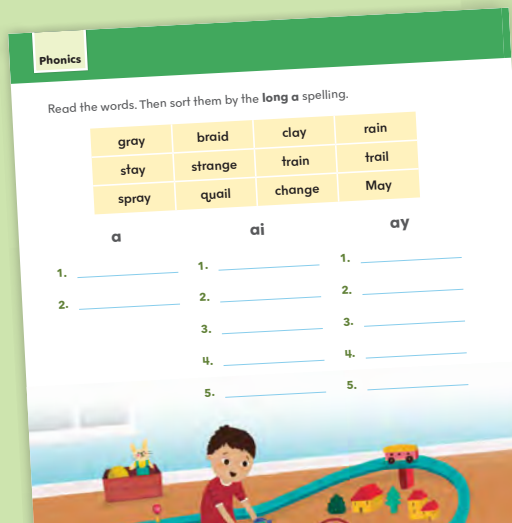 Phonics
Read the words. Then sort them by the long a spelling.
gray braid clay rain
stay strange train trail
spray quail change May
a ai ay
1. 1. 1.
2. 2. 2.
3. 3.
4. 4.
5. 5.